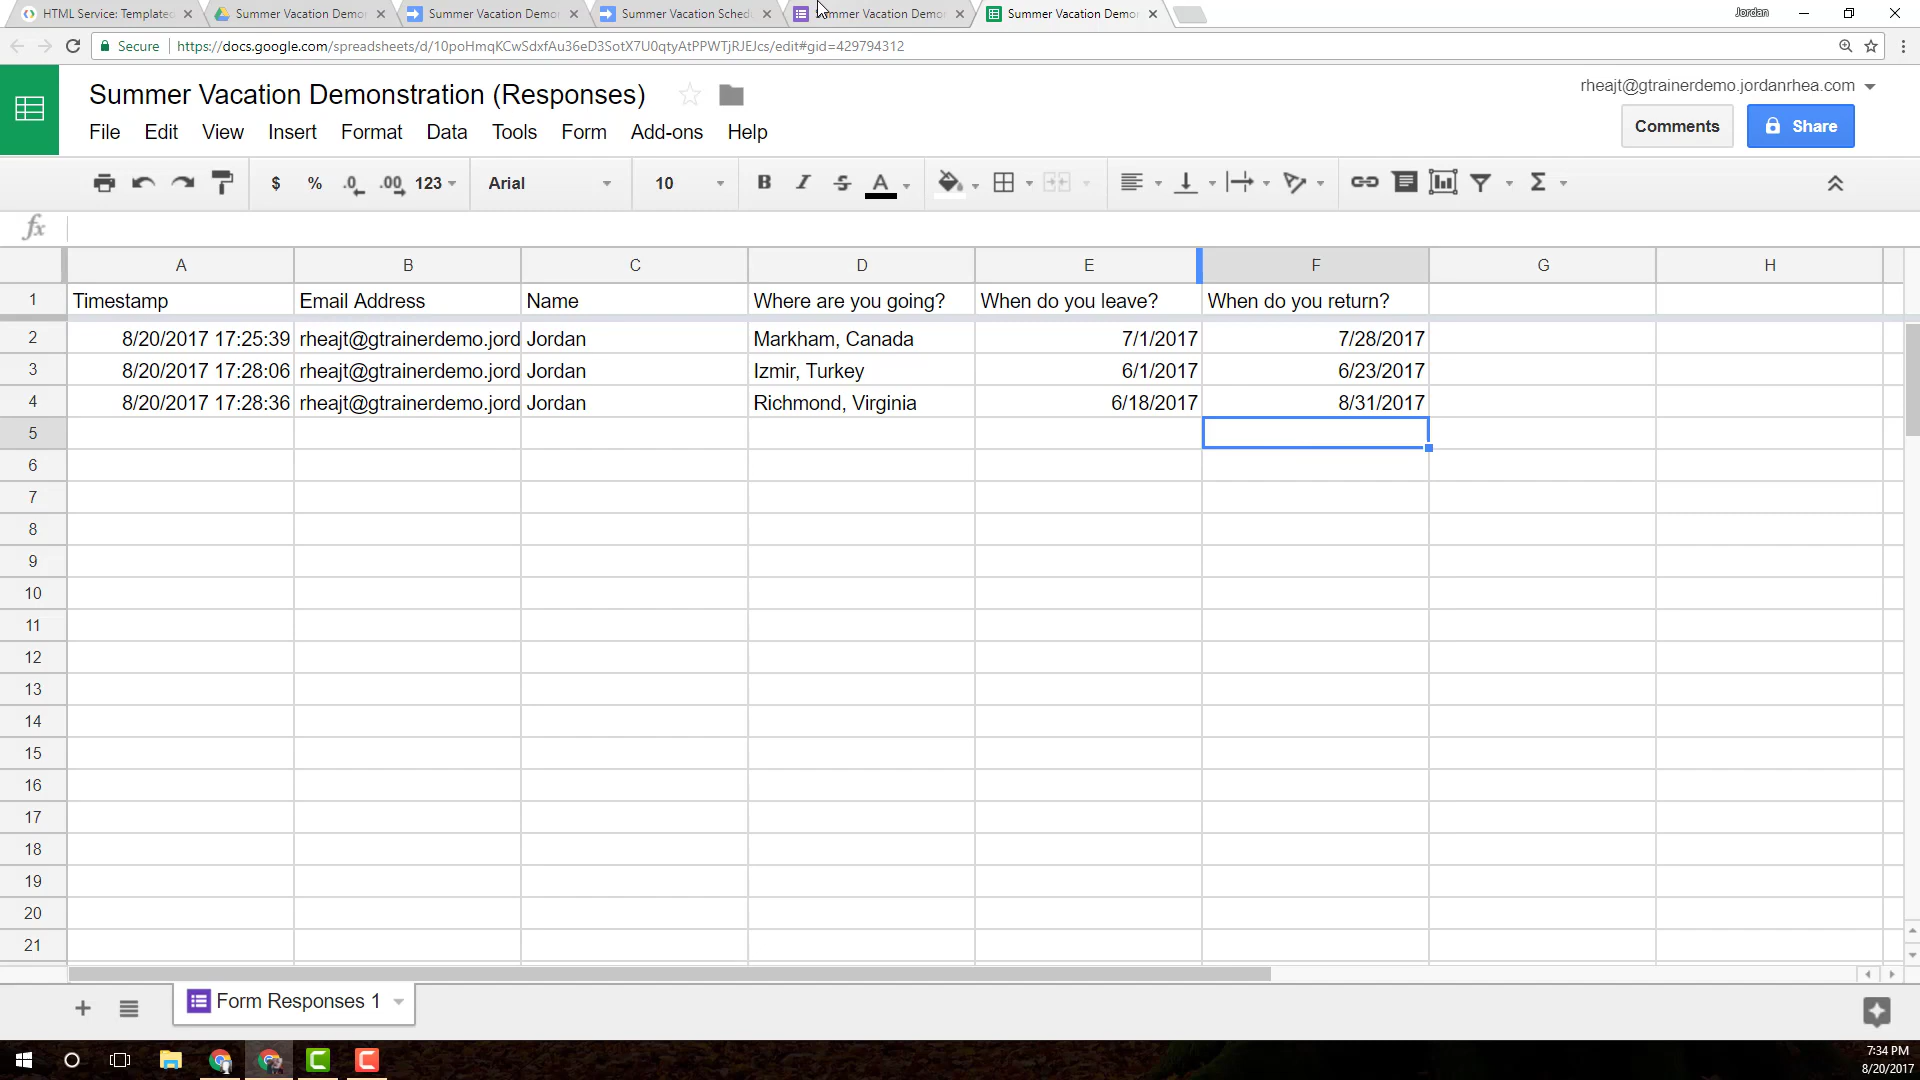 HTML Service: Templated Summer Vacation Demo Summer Vacation Demo Summer Vacation Sched Summer Vacation Demo Summer Vacation Demo Jordan
Secure https://docs.google.com/spreadsheets/d/10poHmqKCwSdxfAu36eD3SotX7U0qtyAtPPWTjRJEJcs/edit#gid=429794312
Summer Vacation Demonstration (Responses)
rheajt@gtrainerdemo.jordanrhea.com
File Edit View Insert Format Data Tools Form Add-ons Help
Comments Share
$ % .0 .00 123 Arial 10 B I S A Σ
fx
A B C D E F G H
1 Timestamp Email Address Name Where are you going? When do you leave? When do you return?
2 8/20/2017 17:25:39 rheajt@gtrainerdemo.jord Jordan Markham, Canada 7/1/2017 7/28/2017
3 8/20/2017 17:28:06 rheajt@gtrainerdemo.jord Jordan Izmir, Turkey 6/1/2017 6/23/2017
4 8/20/2017 17:28:36 rheajt@gtrainerdemo.jord Jordan Richmond, Virginia 6/18/2017 8/31/2017
5
6
7
8
9
10
11
12
13
14
15
16
17
18
19
20
21
Form Responses 1
7:34 PM
8/20/2017